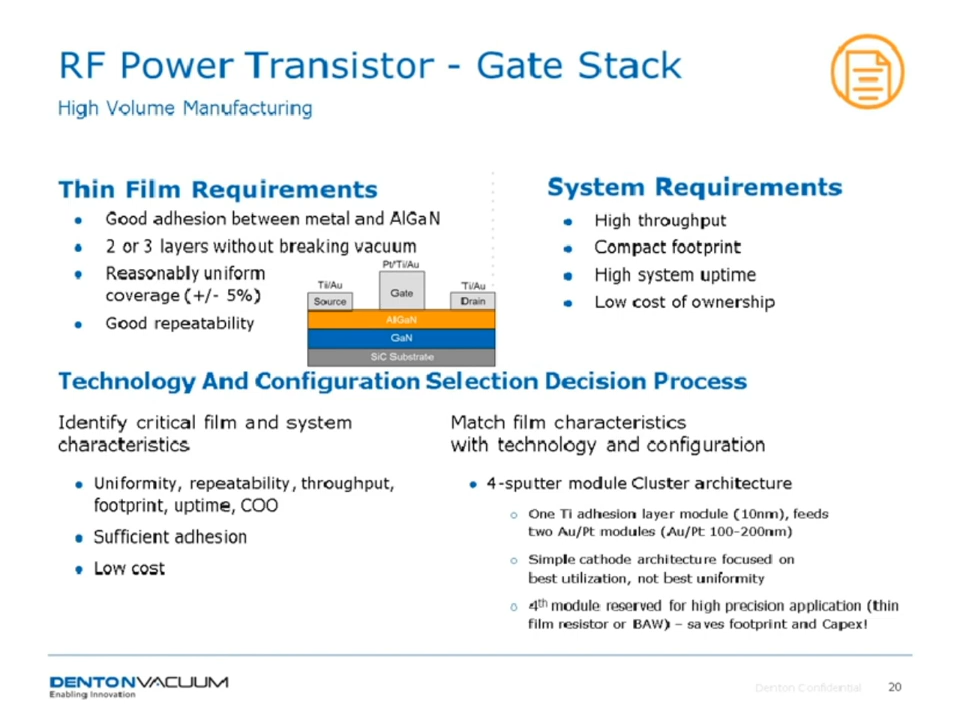 RF Power Transistor - Gate Stack
High Volume Manufacturing
Thin Film Requirements
• Good adhesion between metal and AlGaN
• 2 or 3 layers without breaking vacuum
• Reasonably uniform
coverage (+/- 5%)
• Good repeatability
Pt/Ti/Au
Ti/Au
Ti/Au
Source
Gate
Drain
AlGaN
GaN
SiC Substrate
System Requirements
• High throughput
• Compact footprint
• High system uptime
• Low cost of ownership
Technology And Configuration Selection Decision Process
Identify critical film and system
characteristics
• Uniformity, repeatability, throughput,
footprint, uptime, COO
• Sufficient adhesion
• Low cost
Match film characteristics
with technology and configuration
• 4-sputter module Cluster architecture
o One Ti adhesion layer module (10nm), feeds
two Au/Pt modules (Au/Pt 100-200nm)
o Simple cathode architecture focused on
best utilization, not best uniformity
o 4th module reserved for high precision application (thin
film resistor or BAW) – saves footprint and Capex!
DENTONVACUUM
Enabling Innovation
Denton Confidential
20